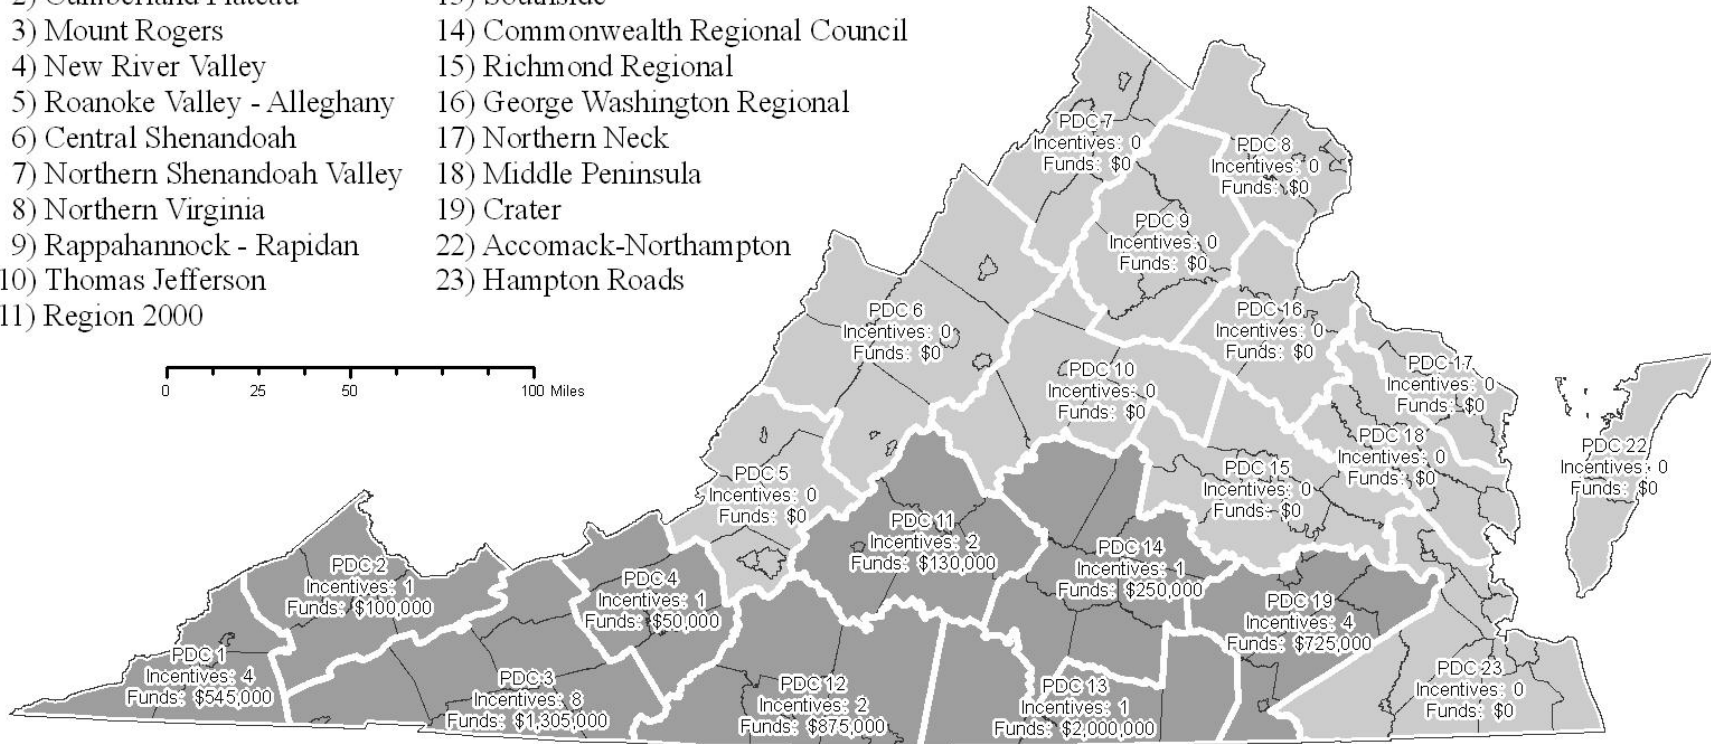 2) Cumberland Plateau
3) Mount Rogers
4) New River Valley
5) Roanoke Valley - Alleghany
6) Central Shenandoah
7) Northern Shenandoah Valley
8) Northern Virginia
9) Rappahannock - Rapidan
10) Thomas Jefferson
11) Region 2000
13) Southside
14) Commonwealth Regional Council
15) Richmond Regional
16) George Washington Regional
17) Northern Neck
18) Middle Peninsula
19) Crater
22) Accomack-Northampton
23) Hampton Roads
0 25 50 100 Miles
PDC 7
Incentives: 0
Funds: $0
PDC 8
Incentives: 0
Funds: $0
PDC 9
Incentives: 0
Funds: $0
PDC 6
Incentives: 0
Funds: $0
PDC 16
Incentives: 0
Funds: $0
PDC 10
Incentives: 0
Funds: $0
PDC 17
Incentives: 0
Funds: $0
PDC 18
Incentives: 0
Funds: $0
PDC 22
Incentives: 0
Funds: $0
PDC 5
Incentives: 0
Funds: $0
PDC 15
Incentives: 0
Funds: $0
PDC 11
Incentives: 2
Funds: $130,000
PDC 14
Incentives: 1
Funds: $250,000
PDC 2
Incentives: 1
Funds: $100,000
PDC 4
Incentives: 1
Funds: $50,000
PDC 19
Incentives: 4
Funds: $725,000
PDC 1
Incentives: 4
Funds: $545,000
PDC 3
Incentives: 8
Funds: $1,305,000
PDC 12
Incentives: 2
Funds: $875,000
PDC 13
Incentives: 1
Funds: $2,000,000
PDC 23
Incentives: 0
Funds: $0